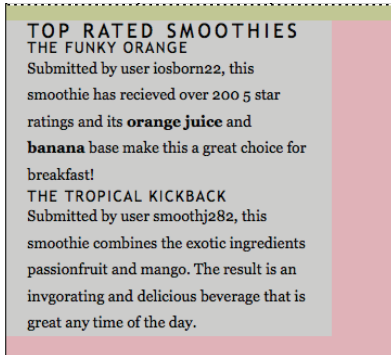 TOP RATED SMOOTHIES
THE FUNKY ORANGE
Submitted by user iosborn22, this
smoothie has recieved over 200 5 star
ratings and its orange juice and
banana base make this a great choice for
breakfast!
THE TROPICAL KICKBACK
Submitted by user smoothj282, this
smoothie combines the exotic ingredients
passionfruit and mango. The result is an
invgorating and delicious beverage that is
great any time of the day.